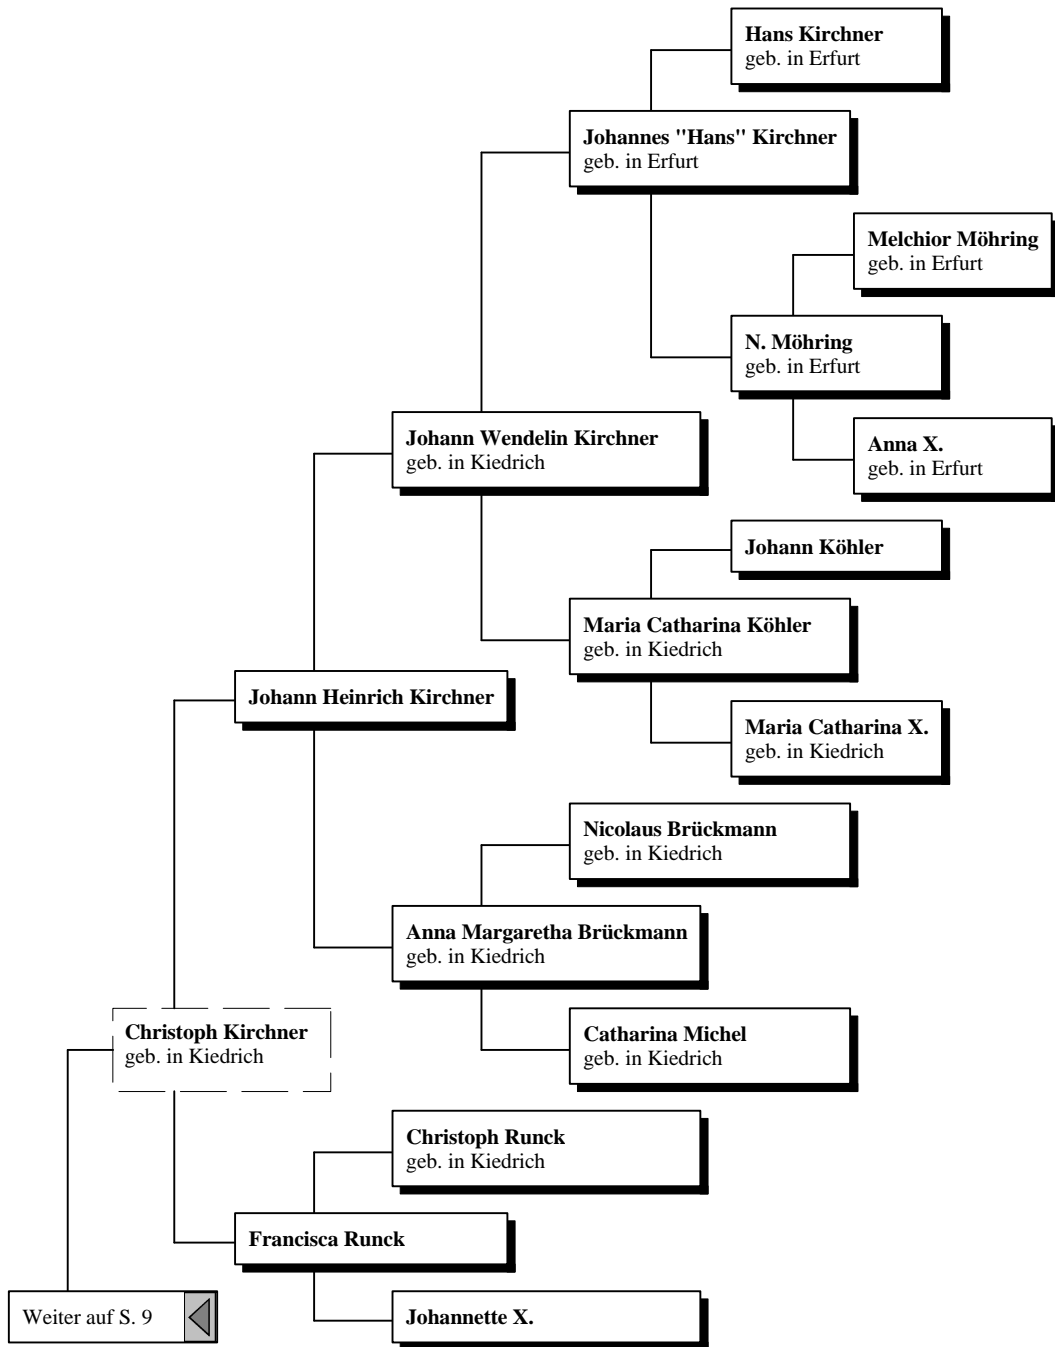 Hans Kirchner
geb. in Erfurt
Johannes "Hans" Kirchner
geb. in Erfurt
Melchior Möhring
geb. in Erfurt
N. Möhring
geb. in Erfurt
Johann Wendelin Kirchner
geb. in Kiedrich
Anna X.
geb. in Erfurt
Johann Köhler
Maria Catharina Köhler
geb. in Kiedrich
Johann Heinrich Kirchner
Maria Catharina X.
geb. in Kiedrich
Nicolaus Brückmann
geb. in Kiedrich
Anna Margaretha Brückmann
geb. in Kiedrich
Christoph Kirchner
geb. in Kiedrich
Catharina Michel
geb. in Kiedrich
Christoph Runck
geb. in Kiedrich
Francisca Runck
Weiter auf S. 9
Johannette X.